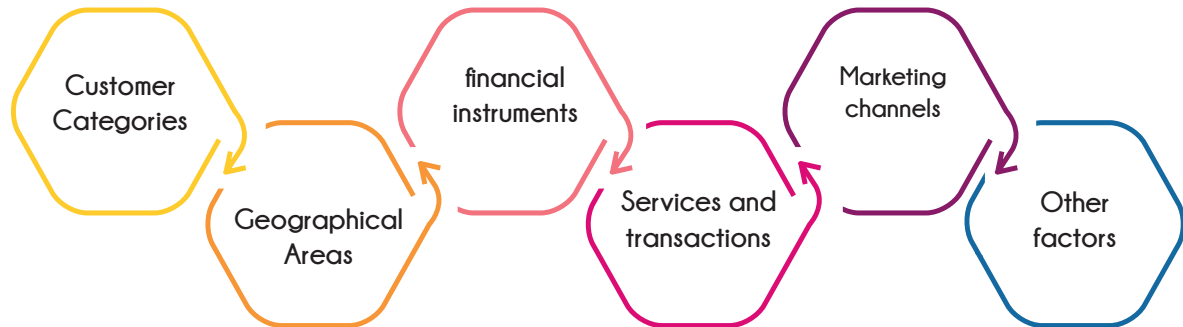 Customer
Categories
Geographical
Areas
financial
instruments
Services and
transactions
Marketing
channels
Other
factors